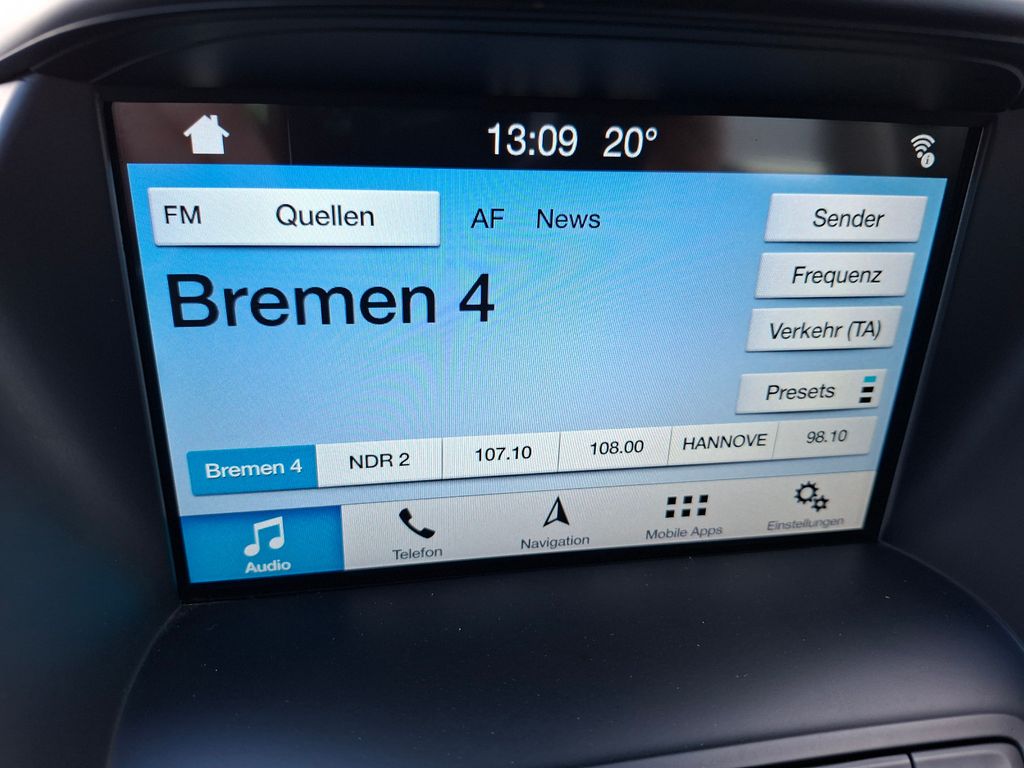 13:09 20°
FM Quellen AF News Sender
Bremen 4
Frequenz
Verkehr (TA)
Presets
Bremen 4 NDR 2 107.10 108.00 HANNOVE 98.10
Audio Telefon Navigation Mobile Apps Einstellungen